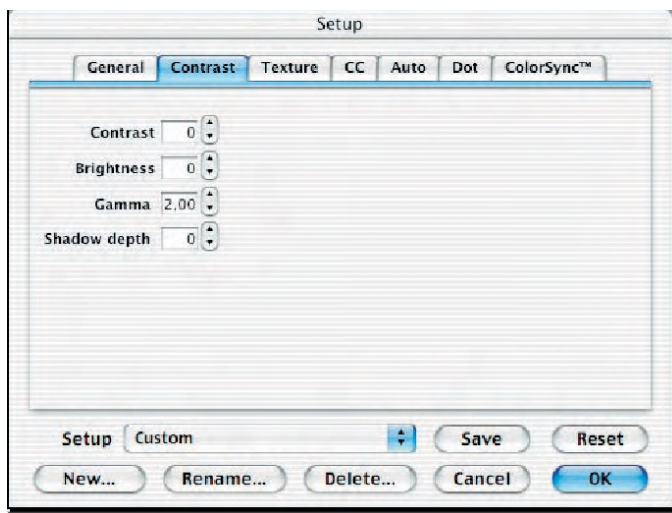 Setup
General Contrast Texture CC Auto Dot ColorSync™
Contrast 0
Brightness 0
Gamma 2,00
Shadow depth 0
Setup Custom Save Reset
New... Rename... Delete... Cancel OK